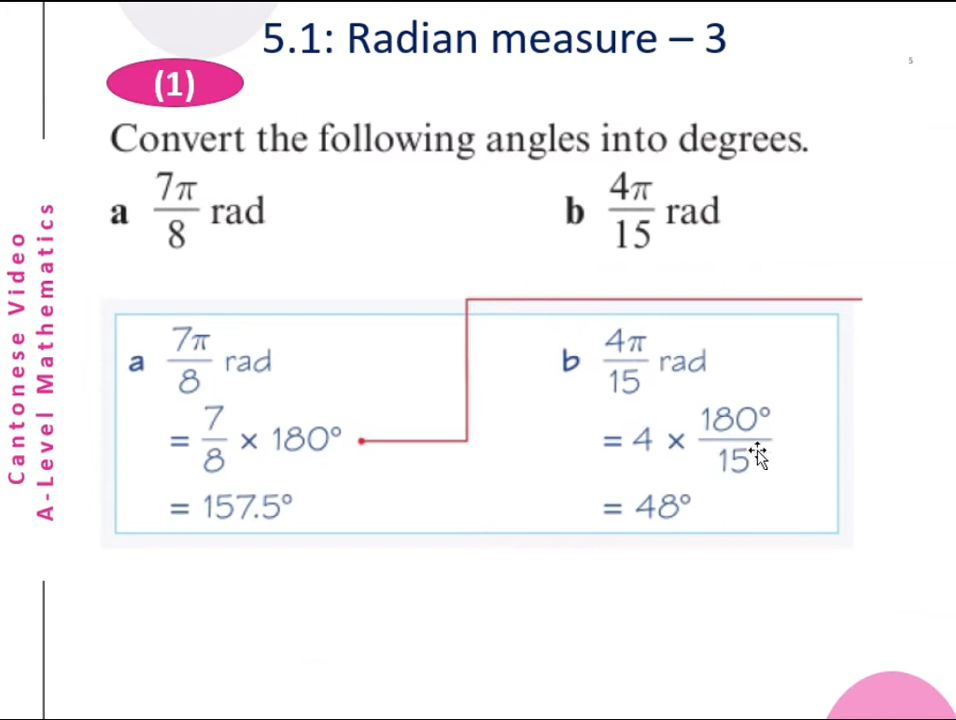 5.1: Radian measure – 3
5
(1)
Convert the following angles into degrees.
a 7π/8 rad
b 4π/15 rad
a 7π/8 rad
= 7/8 × 180°
= 157.5°
b 4π/15 rad
= 4 × 180°/15
= 48°
Cantonese Video
A-Level Mathematics